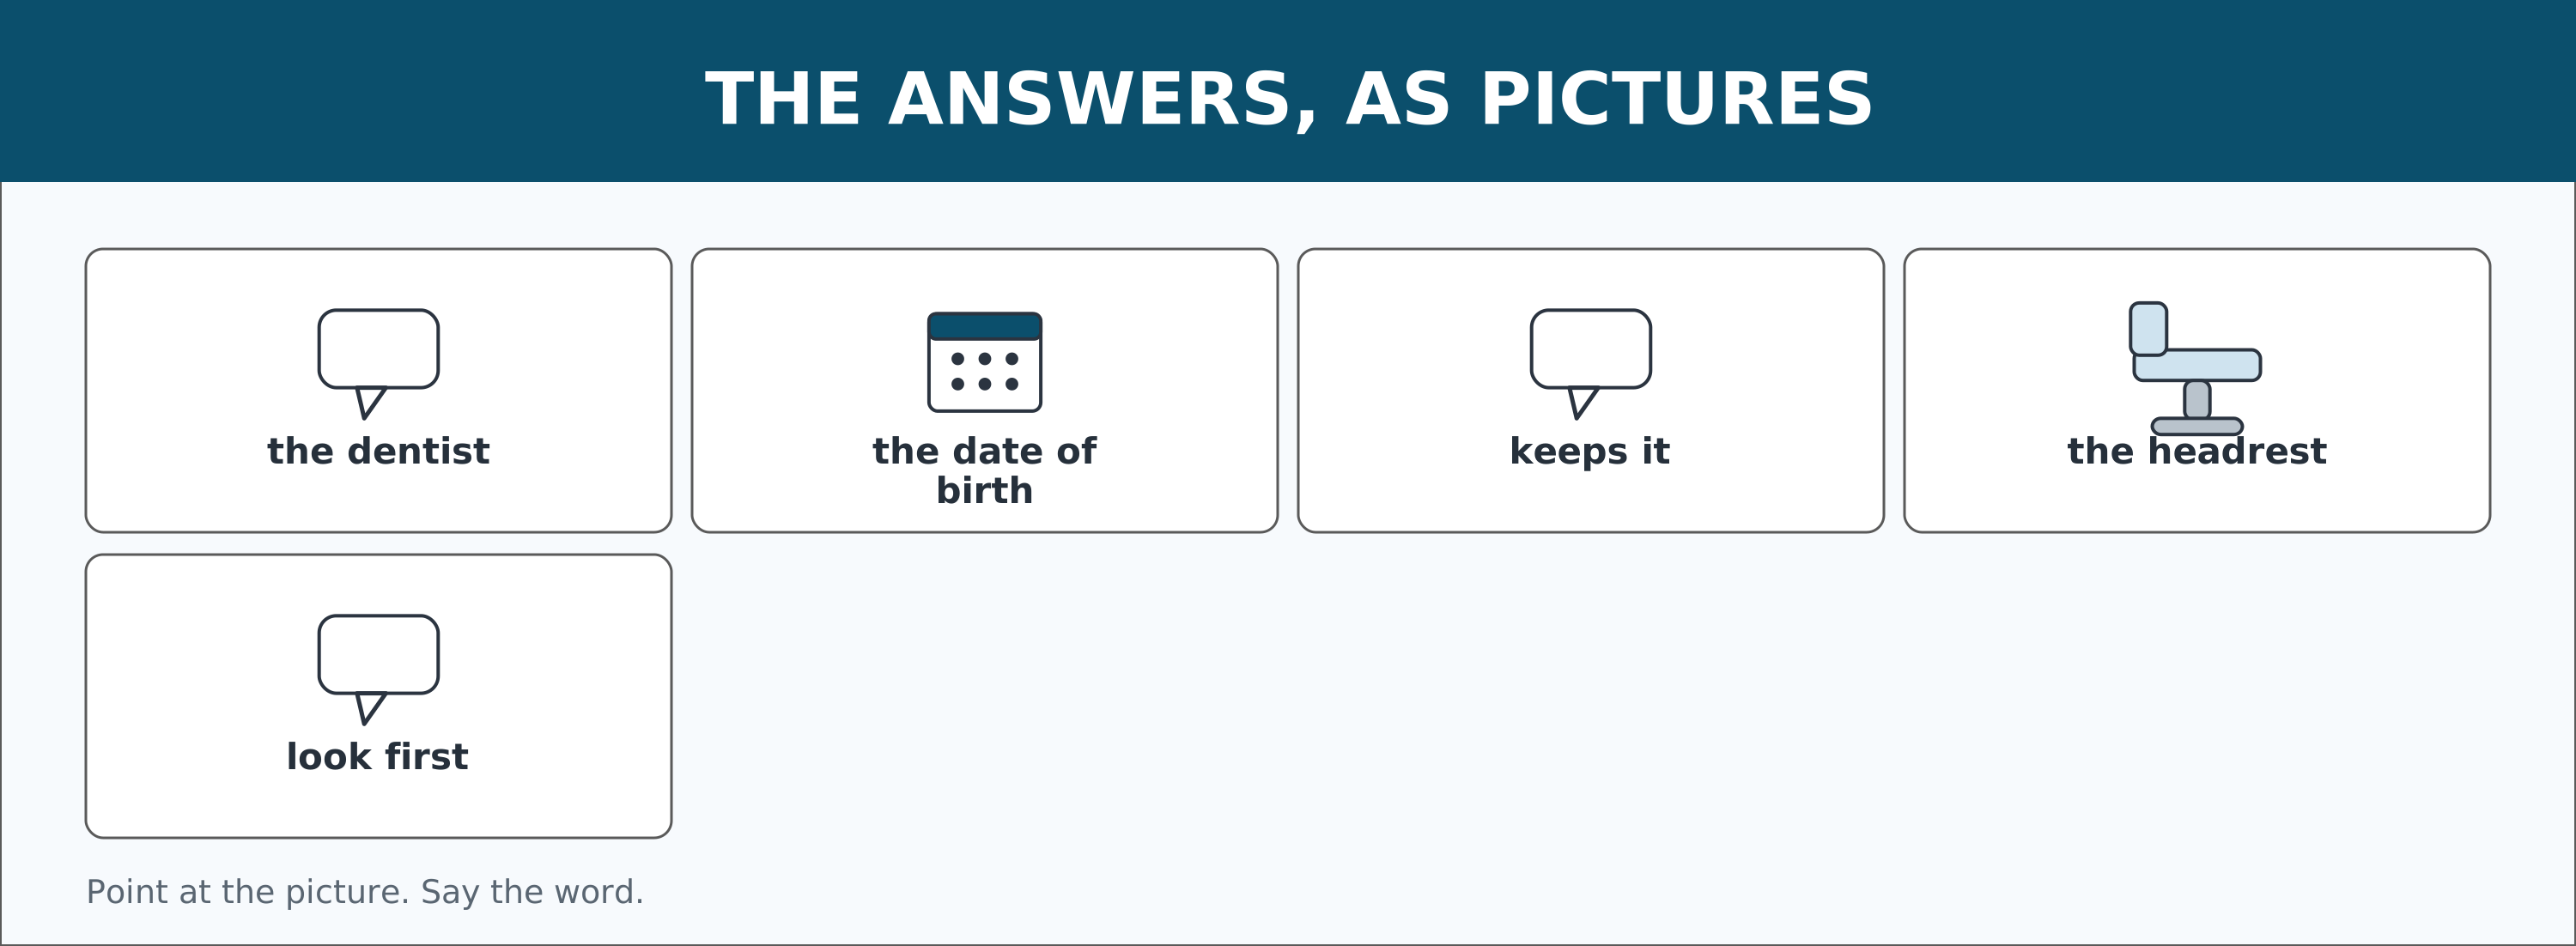 THE ANSWERS, AS PICTURES
the dentist
the date of
birth
keeps it
the headrest
look first
Point at the picture. Say the word.